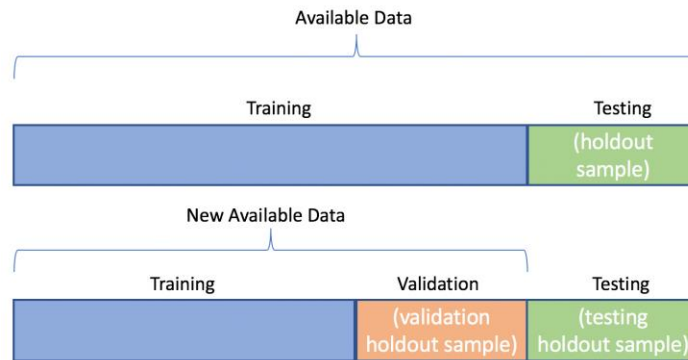 Available Data
Training Testing
(holdout
sample)
New Available Data
Training Validation Testing
(validation
holdout sample)
(testing
holdout sample)